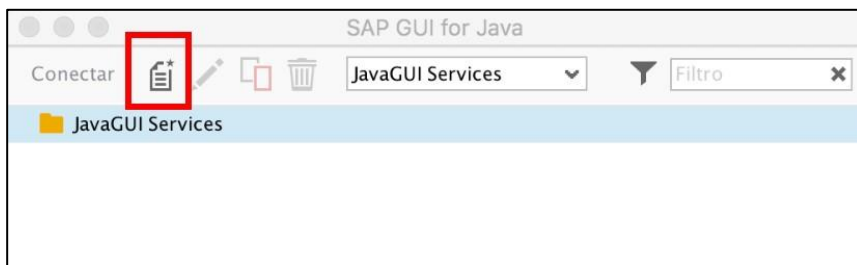 SAP GUI for Java
Conectar JavaGUI Services Filtro
JavaGUI Services